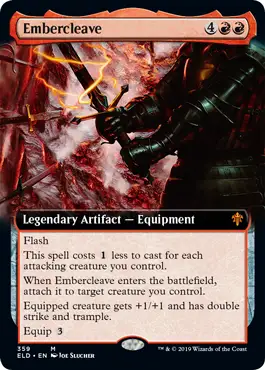 Embercleave 4
Legendary Artifact — Equipment
Flash
This spell costs 1 less to cast for each
attacking creature you control.
When Embercleave enters the battlefield,
attach it to target creature you control.
Equipped creature gets +1/+1 and has double
strike and trample.
Equip 3
359 M
ELD • EN JOE SLUCHER ™ & © 2019 Wizards of the Coast